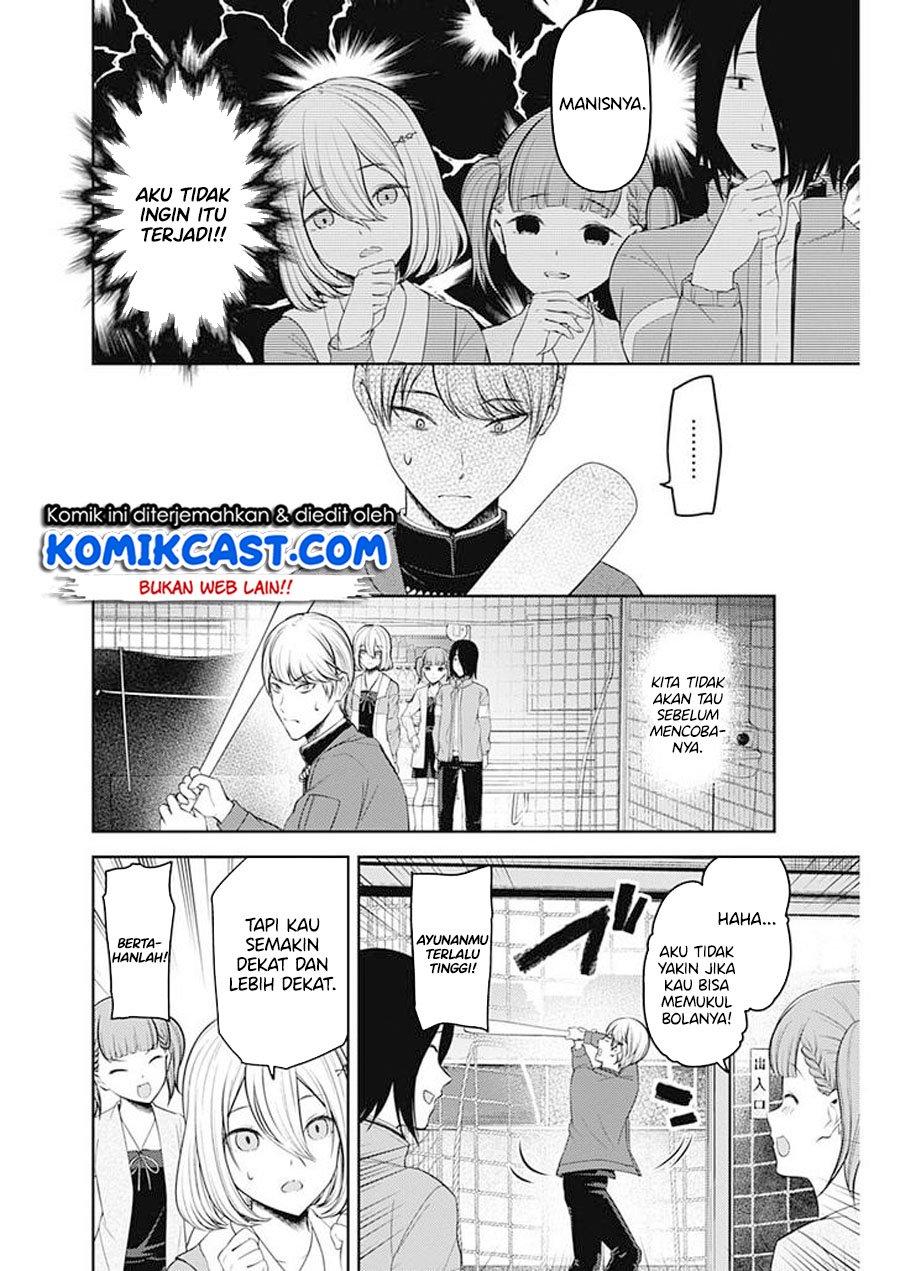 MANISNYA.
AKU TIDAK
INGIN ITU
TERJADI!!
........
Komik ini diterjemahkan & diedit oleh
KOMIKCAST.COM
BUKAN WEB LAIN!!
KITA TIDAK
AKAN TAU
SEBELUM
MENCOBA-
NYA.
HAHA...
AKU TIDAK
YAKIN JIKA
KAU BISA
MEMUKUL
BOLANYA!
出入口
AYUNANMU
TERLALU
TINGGI!
TAPI KAU
SEMAKIN
DEKAT DAN
LEBIH DEKAT.
BERTA-
HANLAH!